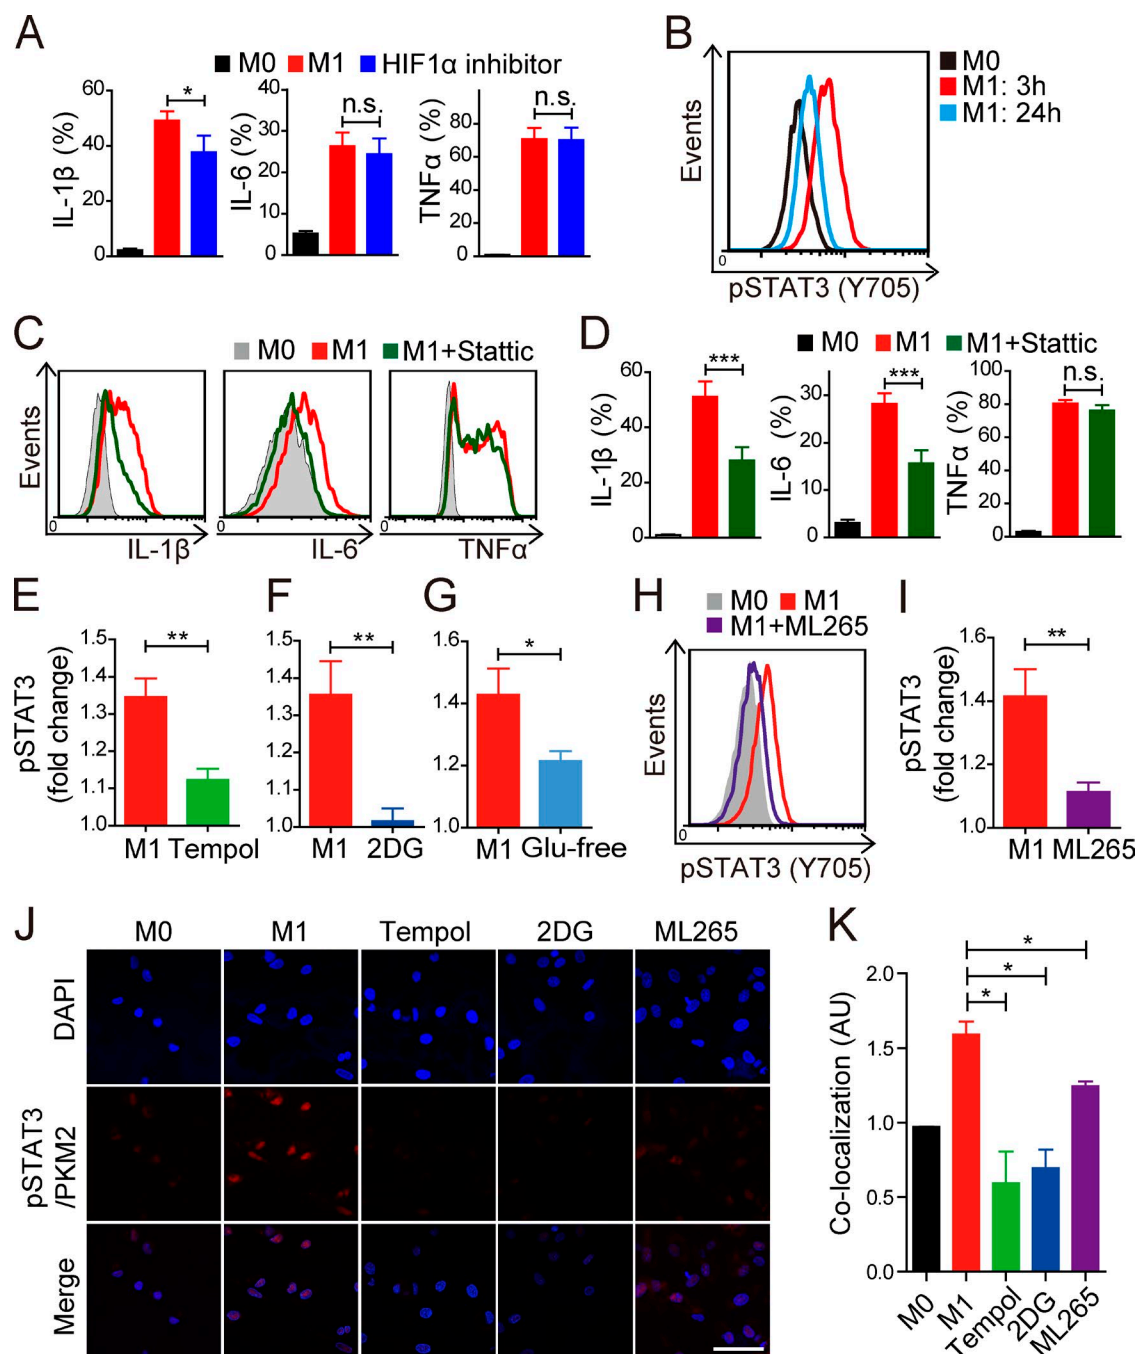 A
M0 M1 HIF1α inhibitor
IL-1β (%)
60
40
20
0
*
IL-6 (%)
40
30
20
10
0
n.s.
TNFα (%)
80
60
40
20
0
n.s.
B
M0
M1: 3h
M1: 24h
Events
0
pSTAT3 (Y705)
C
M0 M1 M1+Stattic
Events
0
IL-1β
0
IL-6
0
TNFα
D
M0 M1 M1+Stattic
IL-1β (%)
60
40
20
0
***
IL-6 (%)
30
15
0
***
TNFα (%)
100
80
60
40
20
0
n.s.
E
pSTAT3
(fold change)
1.5
1.4
1.3
1.2
1.1
1.0
**
M1 Tempol
F
1.5
1.4
1.3
1.2
1.1
1.0
**
M1 2DG
G
1.6
1.4
1.2
1.0
*
M1 Glu-free
H
M0 M1
M1+ML265
Events
0
pSTAT3 (Y705)
I
pSTAT3
(fold change)
1.6
1.4
1.2
1.0
**
M1 ML265
J
M0 M1 Tempol 2DG ML265
DAPI
pSTAT3
/PKM2
Merge
K
Co-localization (AU)
2.0
1.5
1.0
0.5
0.0
*
*
*
M0
M1
Tempol
2DG
ML265